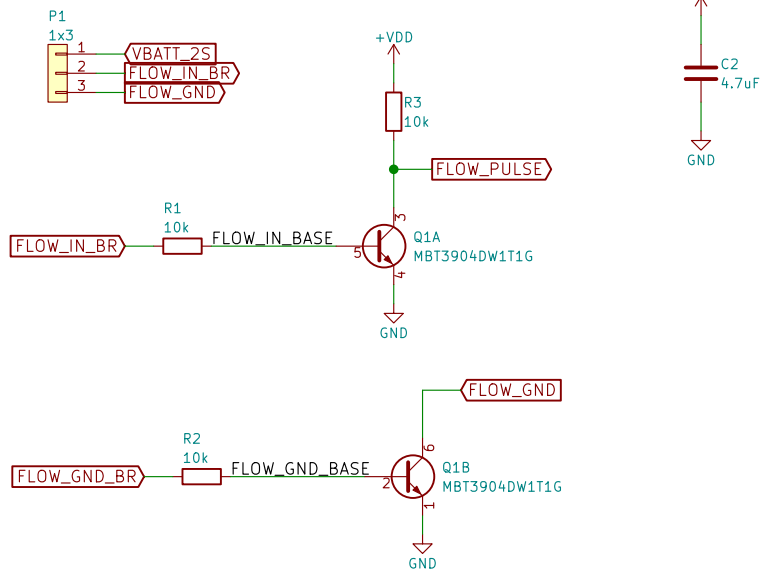 P1
1x3
1
VBATT_2S
2
FLOW_IN_BR
3
FLOW_GND
+VDD
R3
10k
C2
4.7uF
GND
FLOW_PULSE
R1
10k
FLOW_IN_BR
FLOW_IN_BASE
3
5
4
Q1A
MBT3904DW1T1G
GND
FLOW_GND
R2
10k
FLOW_GND_BR
FLOW_GND_BASE
6
2
1
Q1B
MBT3904DW1T1G
GND